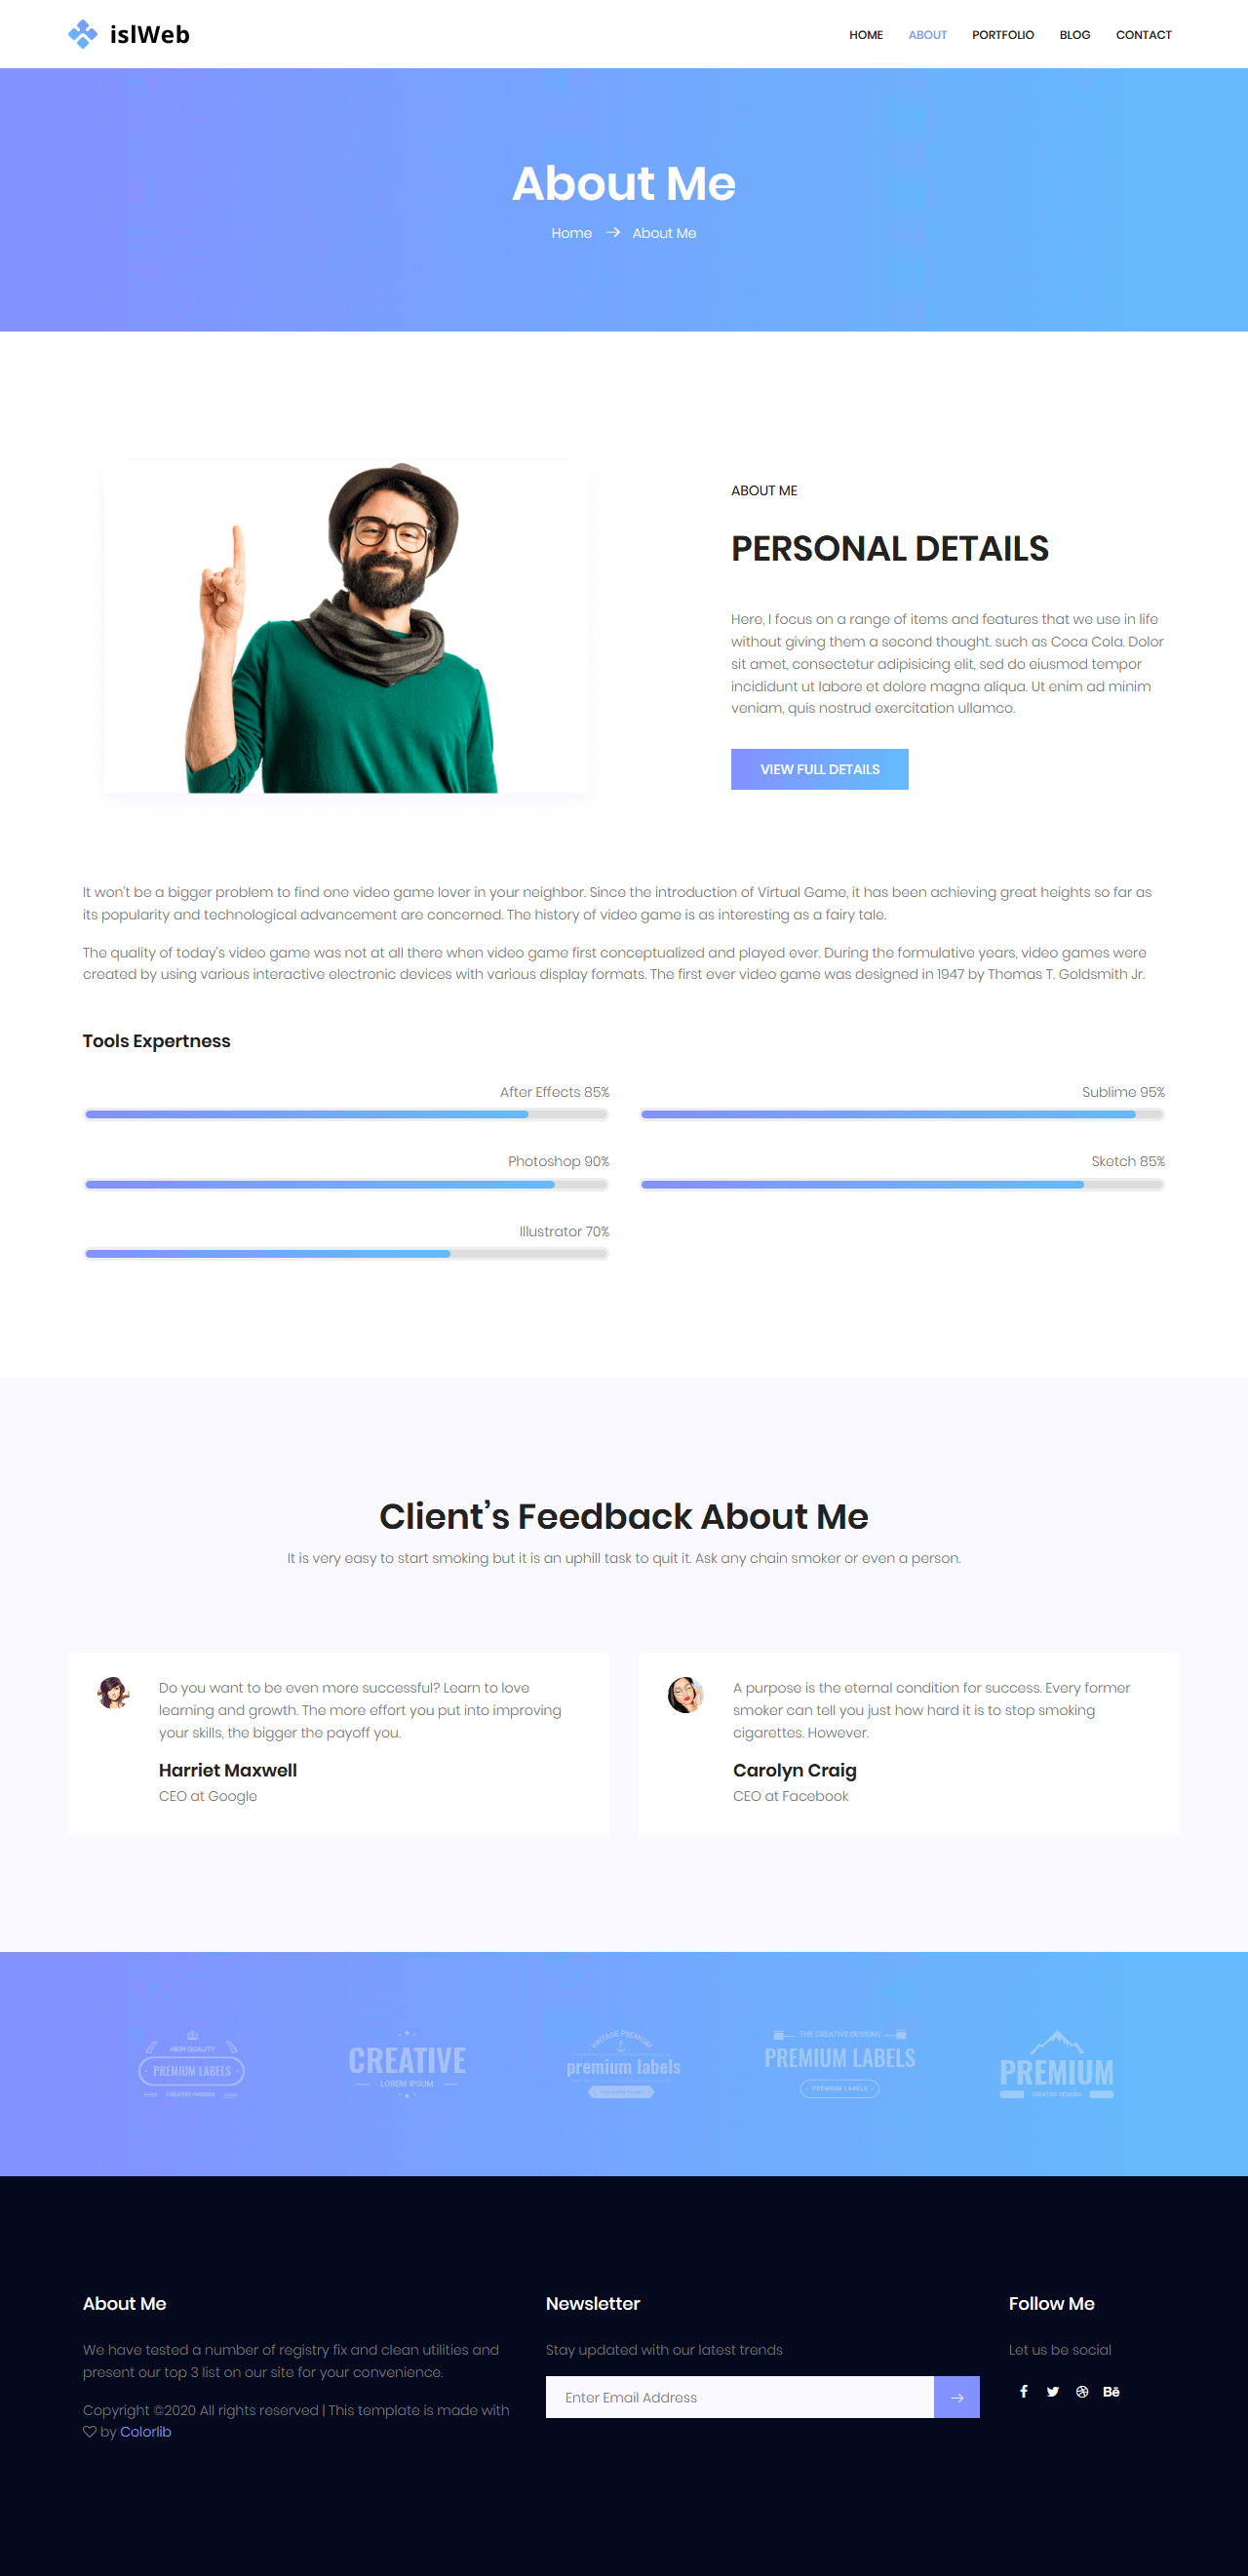 islWeb
HOME ABOUT PORTFOLIO BLOG CONTACT
About Me
Home → About Me
ABOUT ME
PERSONAL DETAILS
Here, I focus on a range of items and features that we use in life
without giving them a second thought. such as Coca Cola. Dolor
sit amet, consectetur adipisicing elit, sed do eiusmod tempor
incididunt ut labore et dolore magna aliqua. Ut enim ad minim
veniam, quis nostrud exercitation ullamco.
VIEW FULL DETAILS
It won't be a bigger problem to find one video game lover in your neighbor. Since the introduction of Virtual Game, it has been achieving great heights so far as
its popularity and technological advancement are concerned. The history of video game is as interesting as a fairy tale.
The quality of today's video game was not at all there when video game first conceptualized and played ever. During the formulative years, video games were
created by using various interactive electronic devices with various display formats. The first ever video game was designed in 1947 by Thomas T. Goldsmith Jr.
Tools Expertness
After Effects 85%
Sublime 95%
Photoshop 90%
Sketch 85%
Illustrator 70%
Client's Feedback About Me
It is very easy to start smoking but it is an uphill task to quit it. Ask any chain smoker or even a person.
Do you want to be even more successful? Learn to love
learning and growth. The more effort you put into improving
your skills, the bigger the payoff you.
Harriet Maxwell
CEO at Google
A purpose is the eternal condition for success. Every former
smoker can tell you just how hard it is to stop smoking
cigarettes. However.
Carolyn Craig
CEO at Facebook
HIGH QUALITY
PREMIUM LABELS
CREATIVE FASHION
CREATIVE
LOREM IPSUM
VINTAGE PREMIUM
premium labels
THE CREATIVE DESIGNS
PREMIUM LABELS
PREMIUM LABELS
PREMIUM
CREATIVE DESIGNS
About Me
We have tested a number of registry fix and clean utilities and
present our top 3 list on our site for your convenience.
Copyright ©2020 All rights reserved | This template is made with
♡ by Colorlib
Newsletter
Stay updated with our latest trends
Enter Email Address
Follow Me
Let us be social